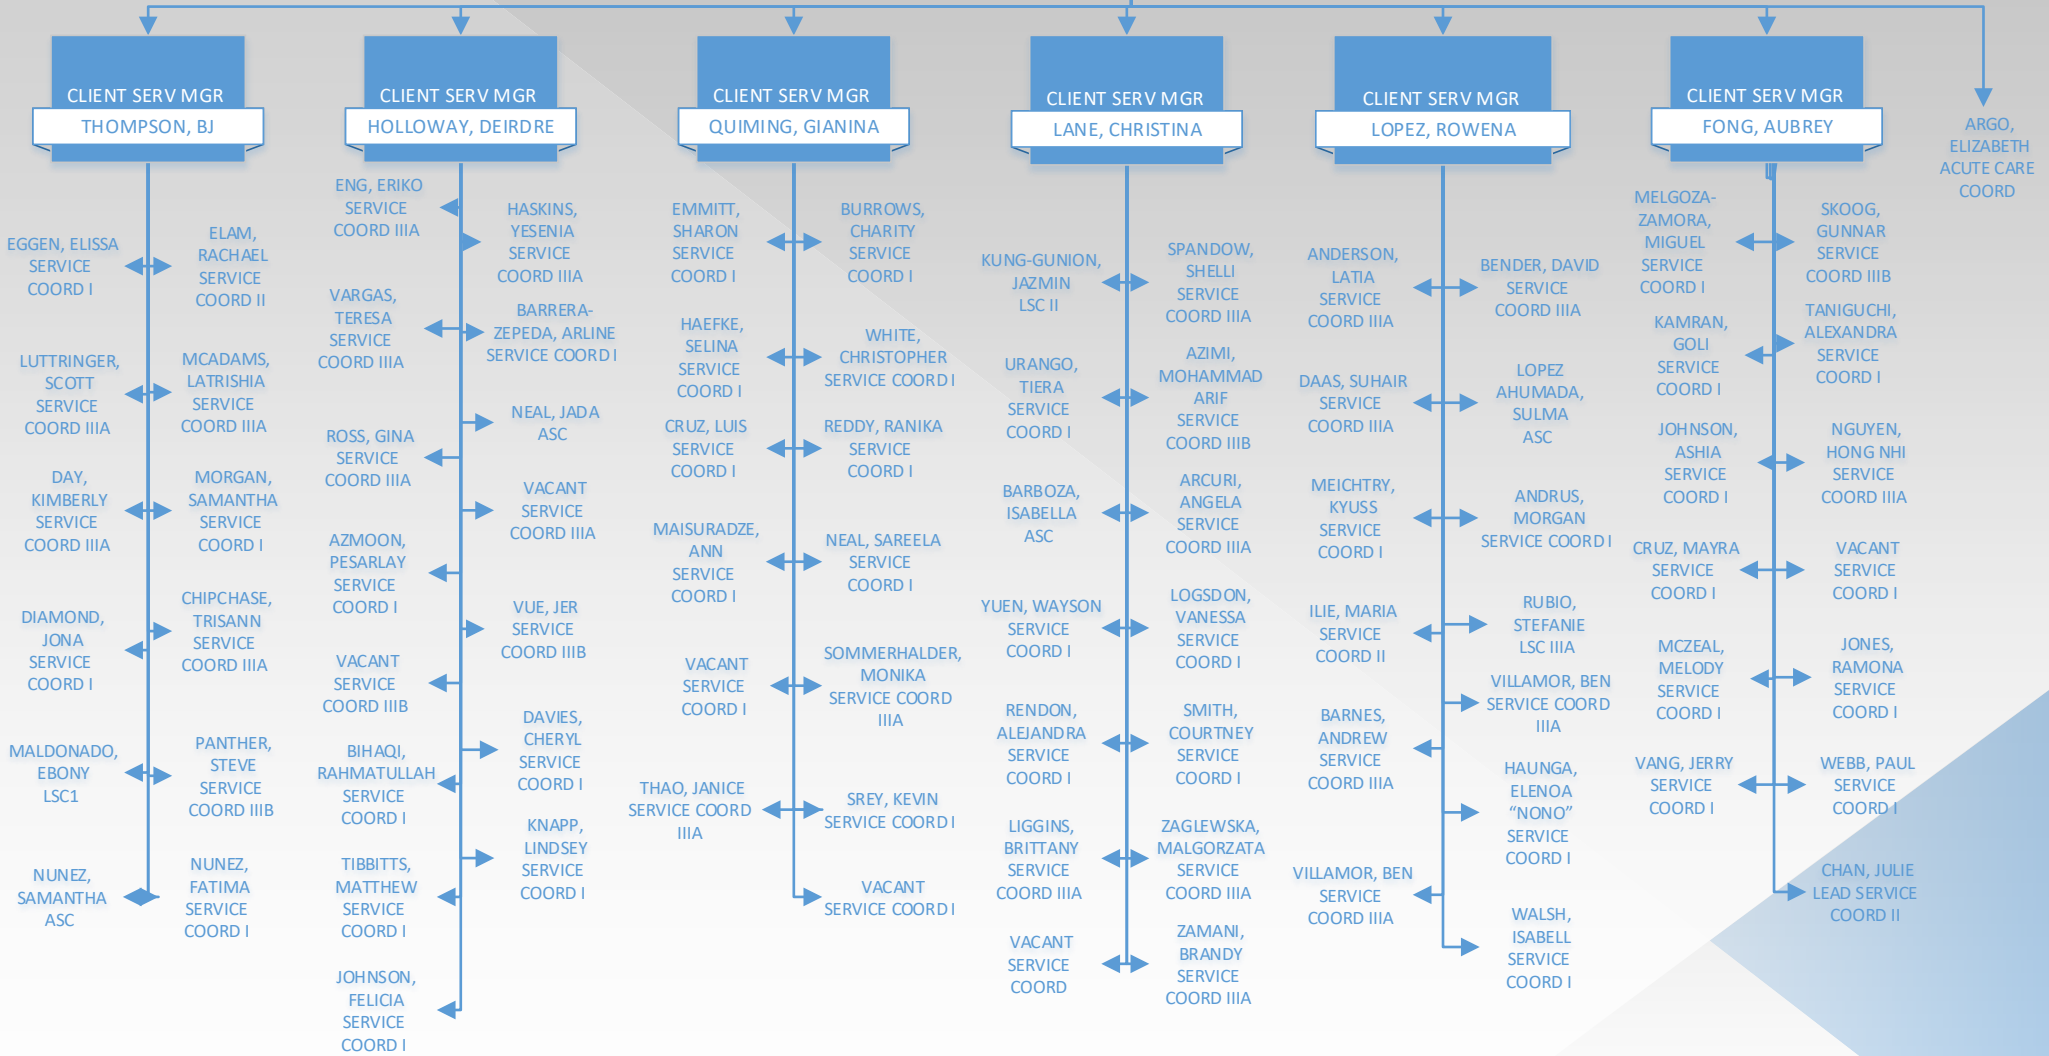 CLIENT SERV MGR
THOMPSON, BJ
EGGEN, ELISSA
SERVICE
COORD I
ELAM,
RACHAEL
SERVICE
COORD II
LUTTRINGER,
SCOTT
SERVICE
COORD IIIA
MCADAMS,
LATRISHIA
SERVICE
COORD IIIA
DAY,
KIMBERLY
SERVICE
COORD IIIA
MORGAN,
SAMANTHA
SERVICE
COORD I
DIAMOND,
JONA
SERVICE
COORD I
CHIPCHASE,
TRISANN
SERVICE
COORD IIIA
MALDONADO,
EBONY
LSC1
PANTHER,
STEVE
SERVICE
COORD IIIB
NUNEZ,
SAMANTHA
ASC
NUNEZ,
FATIMA
SERVICE
COORD I
CLIENT SERV MGR
HOLLOWAY, DEIRDRE
ENG, ERIKO
SERVICE
COORD IIIA
HASKINS,
YESENIA
SERVICE
COORD IIIA
VARGAS,
TERESA
SERVICE
COORD IIIA
BARRERA-
ZEPEDA, ARLINE
SERVICE COORD I
ROSS, GINA
SERVICE
COORD IIIA
NEAL, JADA
ASC
VACANT
SERVICE
COORD IIIA
AZMOON,
PESARLAY
SERVICE
COORD I
VUE, JER
SERVICE
COORD IIIB
VACANT
SERVICE
COORD IIIB
DAVIES,
CHERYL
SERVICE
COORD I
BIHAQI,
RAHMATULLAH
SERVICE
COORD I
KNAPP,
LINDSEY
SERVICE
COORD I
TIBBITTS,
MATTHEW
SERVICE
COORD I
JOHNSON,
FELICIA
SERVICE
COORD I
CLIENT SERV MGR
QUIMING, GIANINA
EMMITT,
SHARON
SERVICE
COORD I
BURROWS,
CHARITY
SERVICE
COORD I
HAEFKE,
SELINA
SERVICE
COORD I
WHITE,
CHRISTOPHER
SERVICE COORD I
CRUZ, LUIS
SERVICE
COORD I
REDDY, RANIKA
SERVICE
COORD I
MAISURADZE,
ANN
SERVICE
COORD I
NEAL, SAREELA
SERVICE
COORD I
VACANT
SERVICE
COORD I
SOMMERHALDER,
MONIKA
SERVICE COORD
IIIA
THAO, JANICE
SERVICE COORD
IIIA
SREY, KEVIN
SERVICE COORD I
VACANT
SERVICE COORD I
CLIENT SERV MGR
LANE, CHRISTINA
KUNG-GUNION,
JAZMIN
LSC II
SPANDOW,
SHELLI
SERVICE
COORD IIIA
URANGO,
TIERA
SERVICE
COORD I
AZIMI,
MOHAMMAD
ARIF
SERVICE
COORD IIIB
BARBOZA,
ISABELLA
ASC
ARCURI,
ANGELA
SERVICE
COORD IIIA
YUEN, WAYSON
SERVICE
COORD I
LOGSDON,
VANESSA
SERVICE
COORD I
RENDON,
ALEJANDRA
SERVICE
COORD I
SMITH,
COURTNEY
SERVICE
COORD I
LIGGINS,
BRITTANY
SERVICE
COORD IIIA
ZAGLEWSKA,
MALGORZATA
SERVICE
COORD IIIA
VACANT
SERVICE
COORD
ZAMANI,
BRANDY
SERVICE
COORD IIIA
CLIENT SERV MGR
LOPEZ, ROWENA
ANDERSON,
LATIA
SERVICE
COORD IIIA
BENDER, DAVID
SERVICE
COORD IIIA
DAAS, SUHAIR
SERVICE
COORD IIIA
LOPEZ
AHUMADA,
SULMA
ASC
MEICHTRY,
KYUSS
SERVICE
COORD I
ANDRUS,
MORGAN
SERVICE COORD I
ILIE, MARIA
SERVICE
COORD II
RUBIO,
STEFANIE
LSC IIIA
VILLAMOR, BEN
SERVICE COORD
IIIA
BARNES,
ANDREW
SERVICE
COORD IIIA
HAUNGA,
ELENOA
“NONO”
SERVICE
COORD I
VILLAMOR, BEN
SERVICE
COORD IIIA
WALSH,
ISABELL
SERVICE
COORD I
CLIENT SERV MGR
FONG, AUBREY
MELGOZA-
ZAMORA,
MIGUEL
SERVICE
COORD I
SKOOG,
GUNNAR
SERVICE
COORD IIIB
KAMRAN,
GOLI
SERVICE
COORD I
TANIGUCHI,
ALEXANDRA
SERVICE
COORD I
JOHNSON,
ASHIA
SERVICE
COORD I
NGUYEN,
HONG NHI
SERVICE
COORD IIIA
CRUZ, MAYRA
SERVICE
COORD I
VACANT
SERVICE
COORD I
MCZEAL,
MELODY
SERVICE
COORD I
JONES,
RAMONA
SERVICE
COORD I
VANG, JERRY
SERVICE
COORD I
WEBB, PAUL
SERVICE
COORD I
CHAN, JULIE
LEAD SERVICE
COORD II
ARGO,
ELIZABETH
ACUTE CARE
COORD